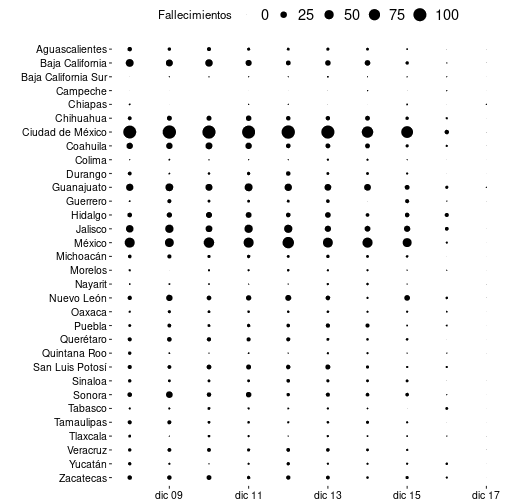 Fallecimientos 0 25 50 75 100
Aguascalientes
Baja California
Baja California Sur
Campeche
Chiapas
Chihuahua
Ciudad de México
Coahuila
Colima
Durango
Guanajuato
Guerrero
Hidalgo
Jalisco
México
Michoacán
Morelos
Nayarit
Nuevo León
Oaxaca
Puebla
Querétaro
Quintana Roo
San Luis Potosí
Sinaloa
Sonora
Tabasco
Tamaulipas
Tlaxcala
Veracruz
Yucatán
Zacatecas
dic 09 dic 11 dic 13 dic 15 dic 17